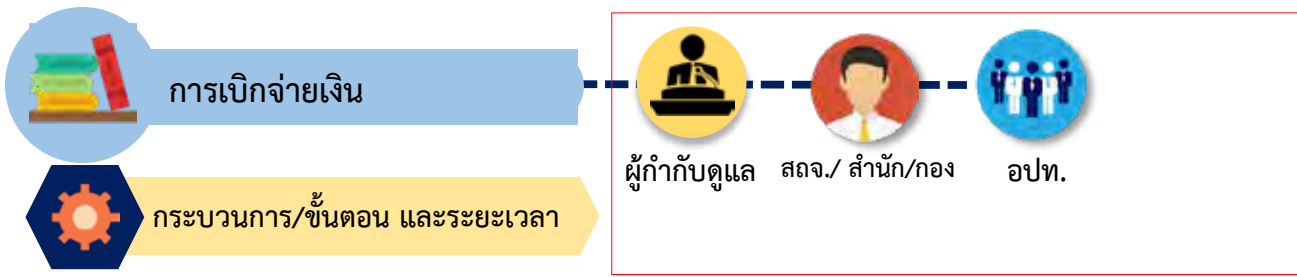 การเบิกจ่ายเงิน
ผู้กำกับดูแล
สถจ./ สำนัก/กอง
อปท.
กระบวนการ/ขั้นตอน และระยะเวลา